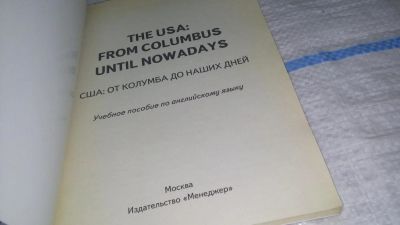 THE USA:
FROM COLUMBUS
UNTIL NOWADAYS
США: ОТ КОЛУМБА ДО НАШИХ ДНЕЙ
Учебное пособие по английскому языку
Москва
Издательство «Менеджер»